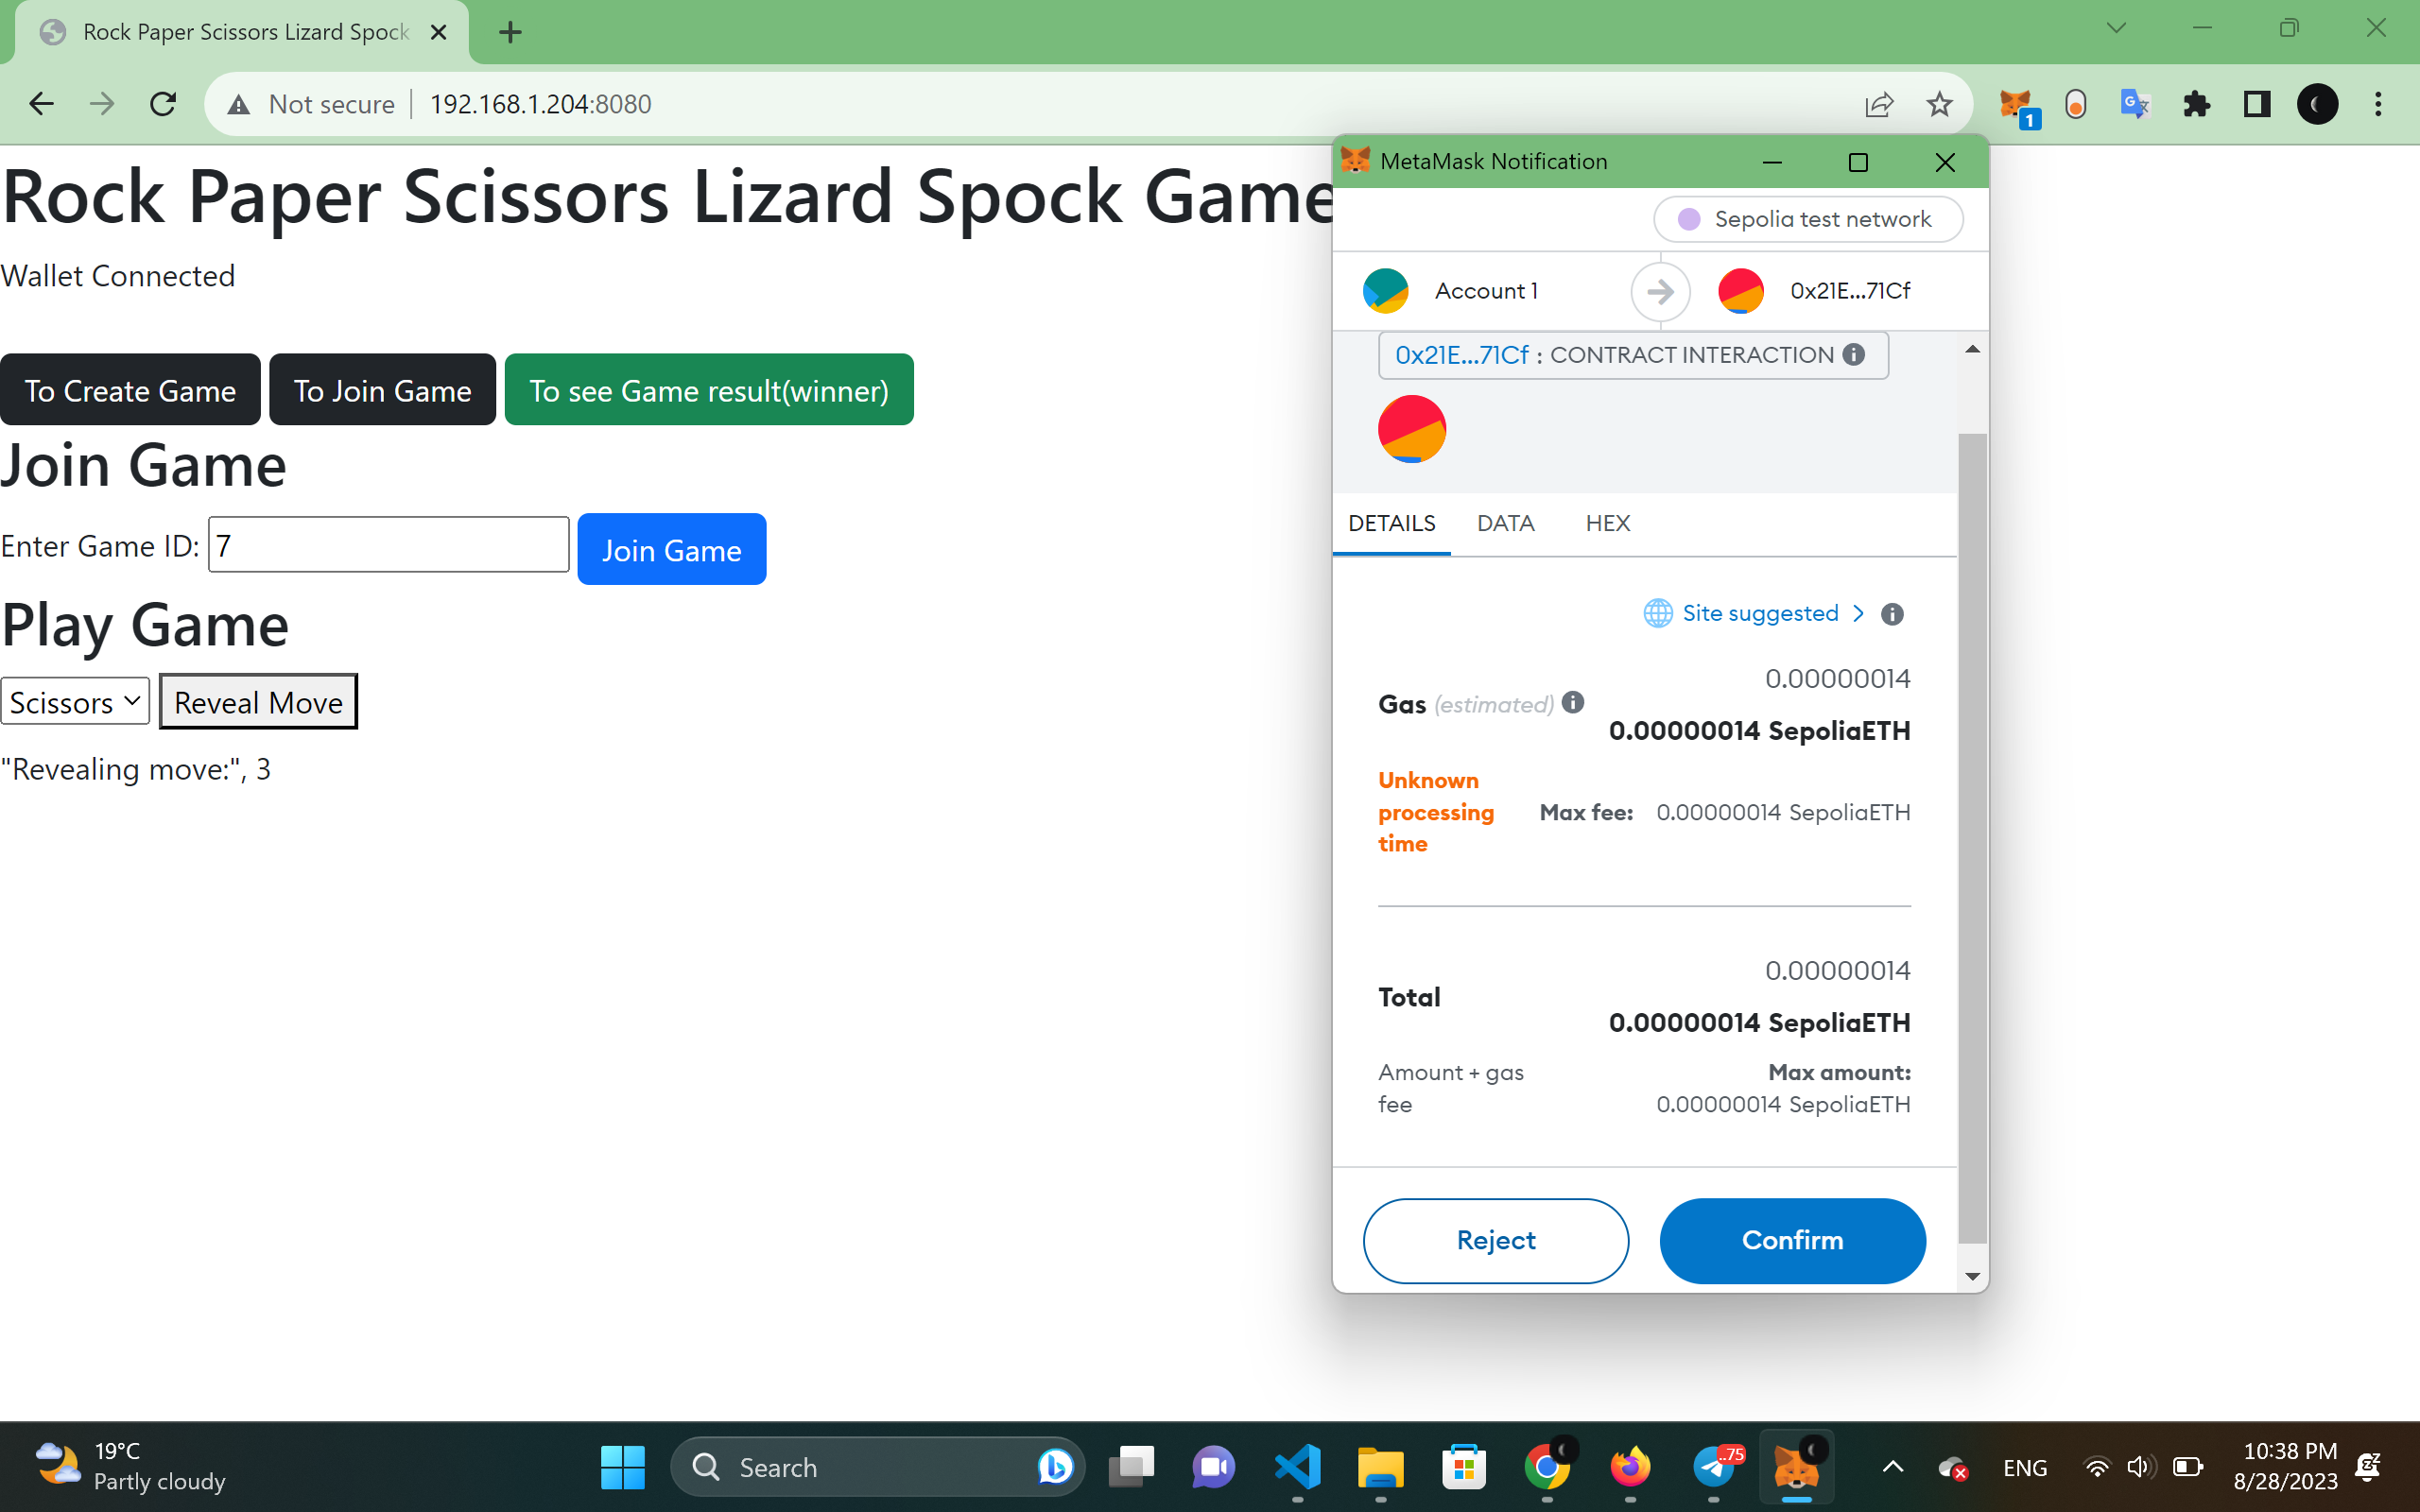 Rock Paper Scissors Lizard Spock
Not secure
192.168.1.204:8080
1
Rock Paper Scissors Lizard Spock Game
Wallet Connected
To Create Game
To Join Game
To see Game result(winner)
Join Game
Enter Game ID: 7
Join Game
Play Game
Scissors
Reveal Move
"Revealing move:", 3
MetaMask Notification
Sepolia test network
Account 1
0x21E...71Cf
0x21E...71Cf : CONTRACT INTERACTION
DETAILS
DATA
HEX
Site suggested
0.00000014
Gas (estimated)
0.00000014 SepoliaETH
Unknown
processing
time
Max fee: 0.00000014 SepoliaETH
0.00000014
Total
0.00000014 SepoliaETH
Amount + gas
fee
Max amount:
0.00000014 SepoliaETH
Reject
Confirm
19°C
Partly cloudy
Search
..75
ENG
10:38 PM
8/28/2023